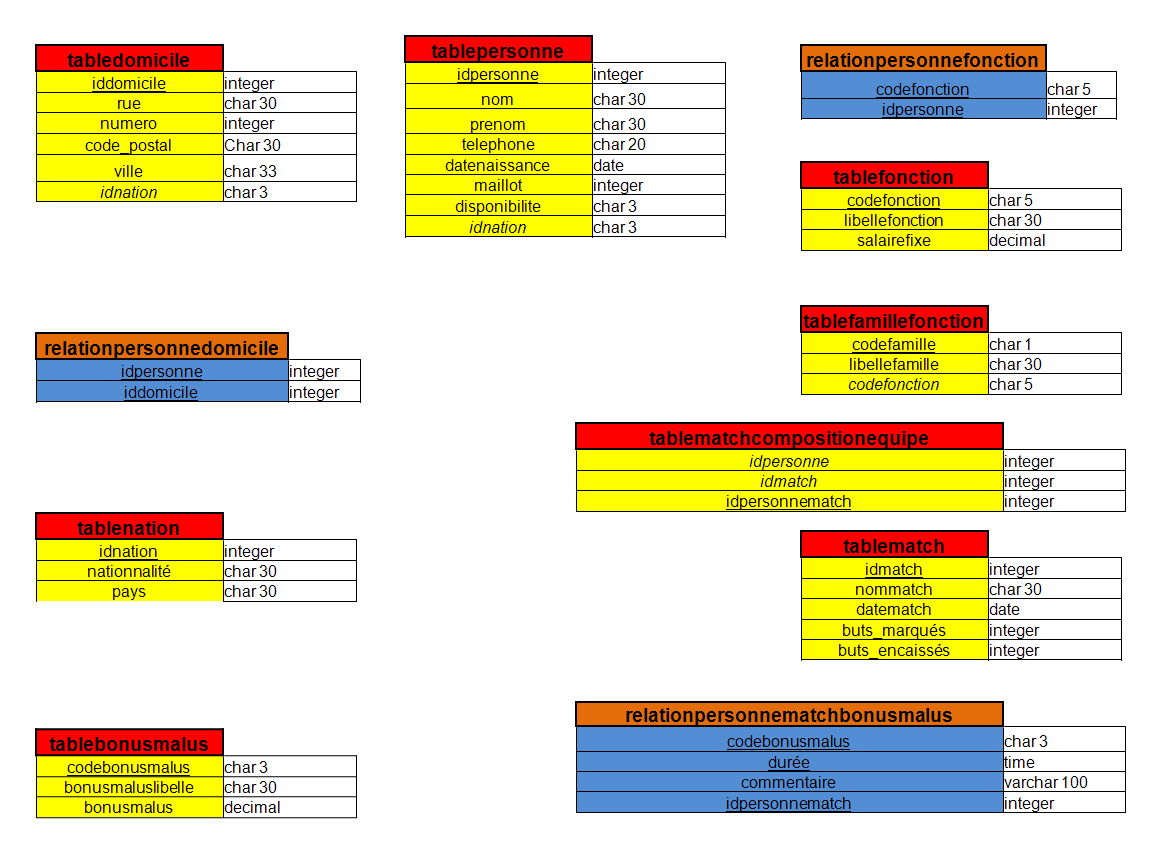 tabledomicile
iddomicile integer
rue char 30
numero integer
code_postal Char 30
ville char 33
idnation char 3
tablepersonne
idpersonne integer
nom char 30
prenom char 30
telephone char 20
datenaissance date
maillot integer
disponibilite char 3
idnation char 3
relationpersonnefonction
codefonction char 5
idpersonne integer
tablefonction
codefonction char 5
libellefonction char 30
salairefixe decimal
relationpersonnedomicile
idpersonne integer
iddomicile integer
tablefamillefonction
codefamille char 1
libellefamille char 30
codefonction char 5
tablematchcompositionequipe
idpersonne integer
idmatch integer
idpersonnematch integer
tablenation
idnation integer
nationnalité char 30
pays char 30
tablematch
idmatch integer
nommatch char 30
datematch date
buts_marqués integer
buts_encaissés integer
tablebonusmalus
codebonusmalus char 3
bonusmaluslibelle char 30
bonusmalus decimal
relationpersonnematchbonusmalus
codebonusmalus char 3
durée time
commentaire varchar 100
idpersonnematch integer